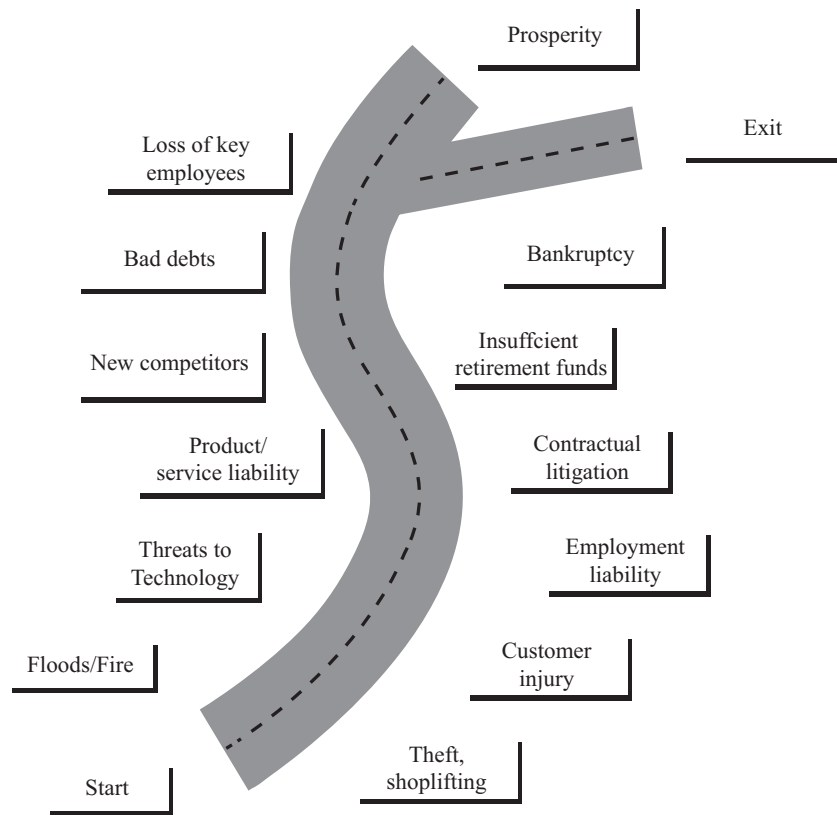 Prosperity
Exit
Loss of key
employees
Bad debts
Bankruptcy
New competitors
Insuffcient
retirement funds
Product/
service liability
Contractual
litigation
Threats to
Technology
Employment
liability
Floods/Fire
Customer
injury
Start
Theft,
shoplifting